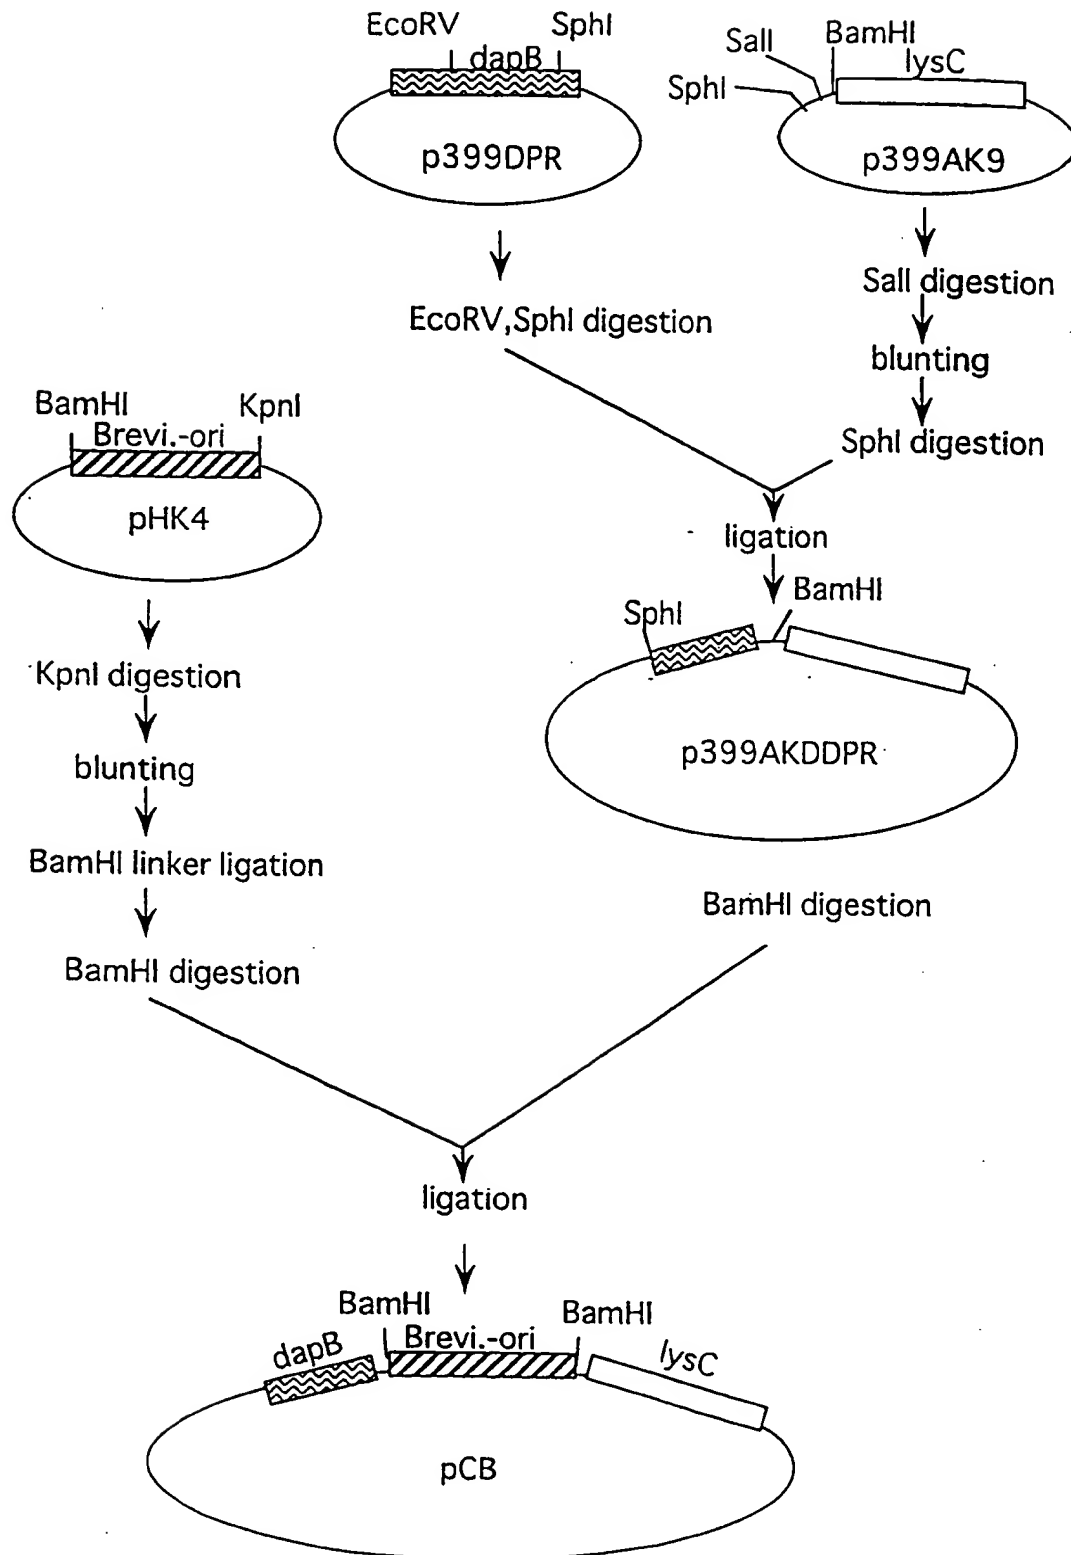 EcoRV
SphI
dapB
p399DPR
SalI
BamHI
lysC
SphI
p399AK9
EcoRV,SphI digestion
SalI digestion
blunting
SphI digestion
BamHI
KpnI
Brevi.-ori
pHK4
KpnI digestion
blunting
BamHI linker ligation
BamHI digestion
ligation
SphI
BamHI
p399AKDDPR
BamHI digestion
ligation
BamHI
BamHI
dapB
Brevi.-ori
lysC
pCB